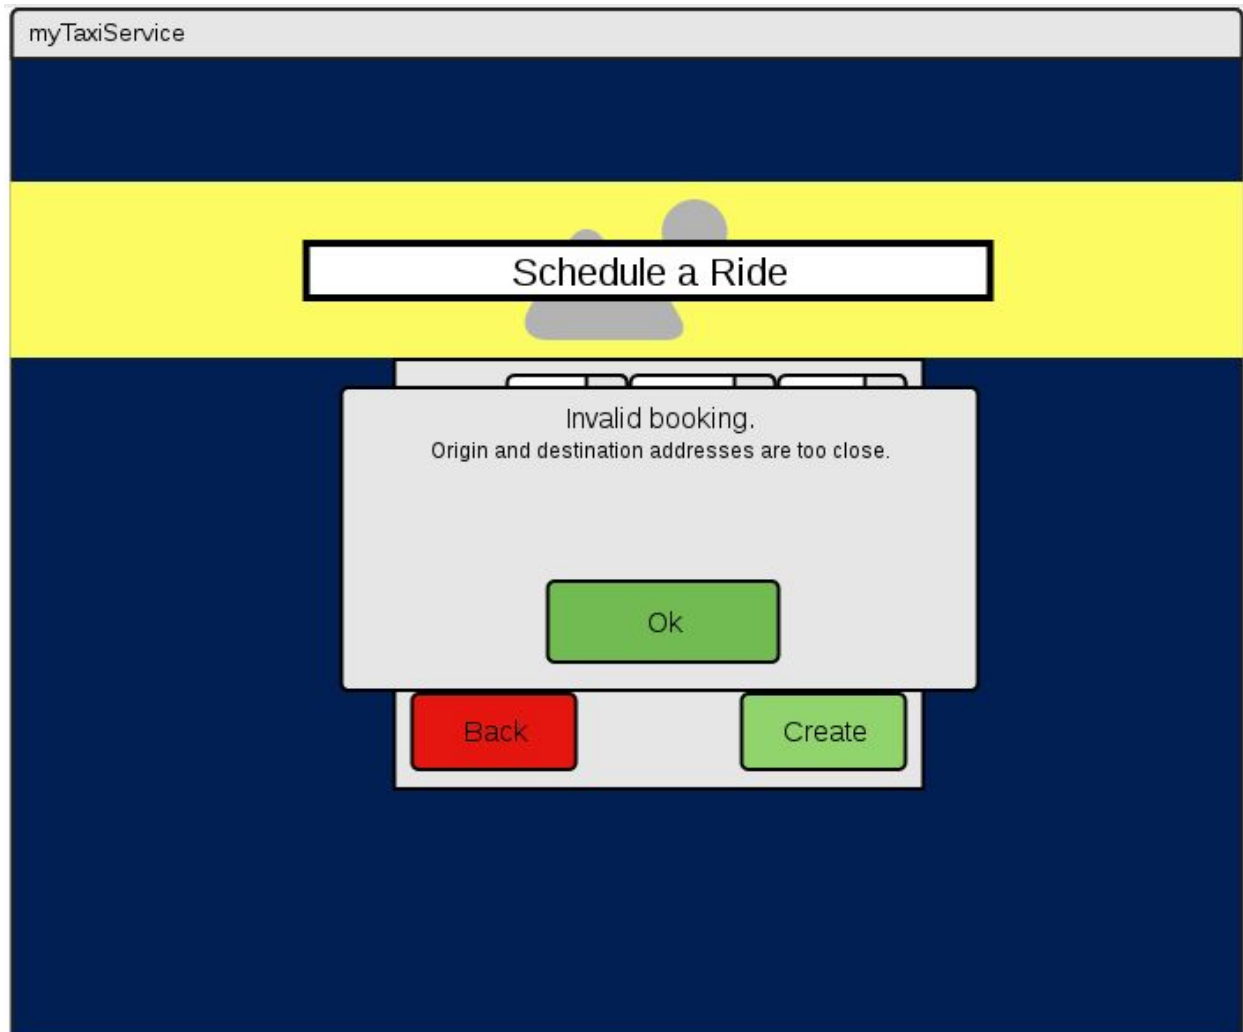 myTaxiService
Schedule a Ride
Invalid booking.
Origin and destination addresses are too close.
Ok
Back
Create